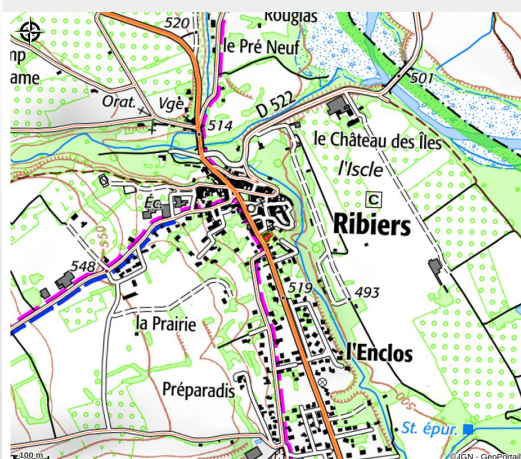 Rougias
520
le Pré Neuf
mp
ame
501
Orat.
Vgè
D 522
514
le Château des Îles
l'Iscle
C
Éc.
Ribiers
550
548
519
493
la Prairie
l'Enclos
Préparadis
500
St. épur.
100 m
©IGN - GeoPortail